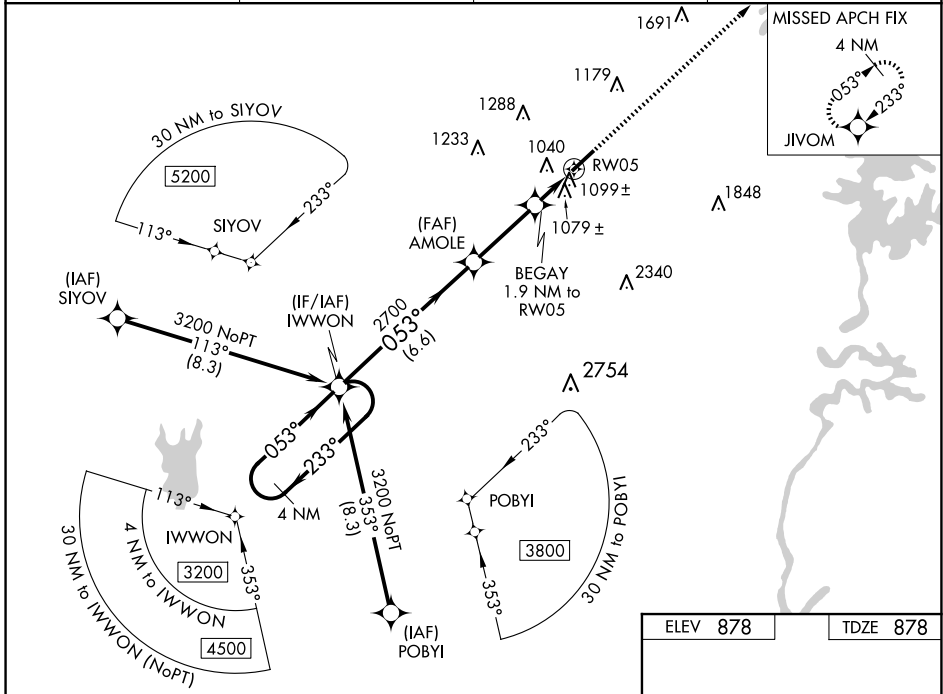 MISSED APCH FIX
4 NM
053°
233°
JIVOM
1691
1179
1288
1233
1040
RW05
1099 ±
1079 ±
1848
2340
2754
30 NM to SIYOV
5200
113°
SIYOV
233°
(FAF)
AMOLE
BEGAY
1.9 NM to
RW05
(IAF)
SIYOV
3200 NoPT
113°
(8.3)
(IF/IAF)
IWWON
2700
053°
(6.6)
053°
233°
4 NM
3200 NoPT
353°
(8.3)
(IAF)
POBYI
113°
IWWON
3200
353°
4 NM to IWWON
4500
30 NM to IWWON (NoPT)
233°
POBYI
3800
353°
30 NM to POBYI
ELEV 878
TDZE 878